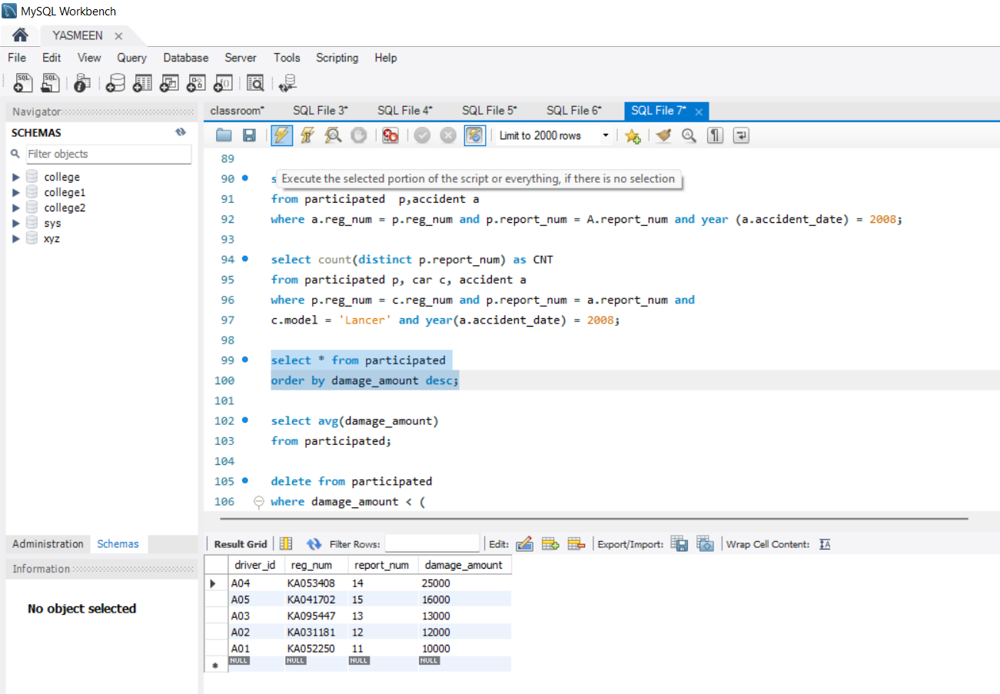 MySQL Workbench
YASMEEN
File Edit View Query Database Server Tools Scripting Help
Navigator
SCHEMAS
Filter objects
college
college1
college2
sys
xyz
Administration Schemas
Information
No object selected
classroom* SQL File 3* SQL File 4* SQL File 5* SQL File 6* SQL File 7*
Limit to 2000 rows
89
90 s
Execute the selected portion of the script or everything, if there is no selection
91 from participated  p,accident a
92 where a.reg_num = p.reg_num and p.report_num = A.report_num and year (a.accident_date) = 2008;
93
94 select count(distinct p.report_num) as CNT
95 from participated p, car c, accident a
96 where p.reg_num = c.reg_num and p.report_num = a.report_num and
97 c.model = 'Lancer' and year(a.accident_date) = 2008;
98
99 select * from participated
100 order by damage_amount desc;
101
102 select avg(damage_amount)
103 from participated;
104
105 delete from participated
106 where damage_amount < (
Result Grid Filter Rows: Edit: Export/Import: Wrap Cell Content:
driver_id reg_num report_num damage_amount
A04 KA053408 14 25000
A05 KA041702 15 16000
A03 KA095447 13 13000
A02 KA031181 12 12000
A01 KA052250 11 10000
NULL NULL NULL NULL